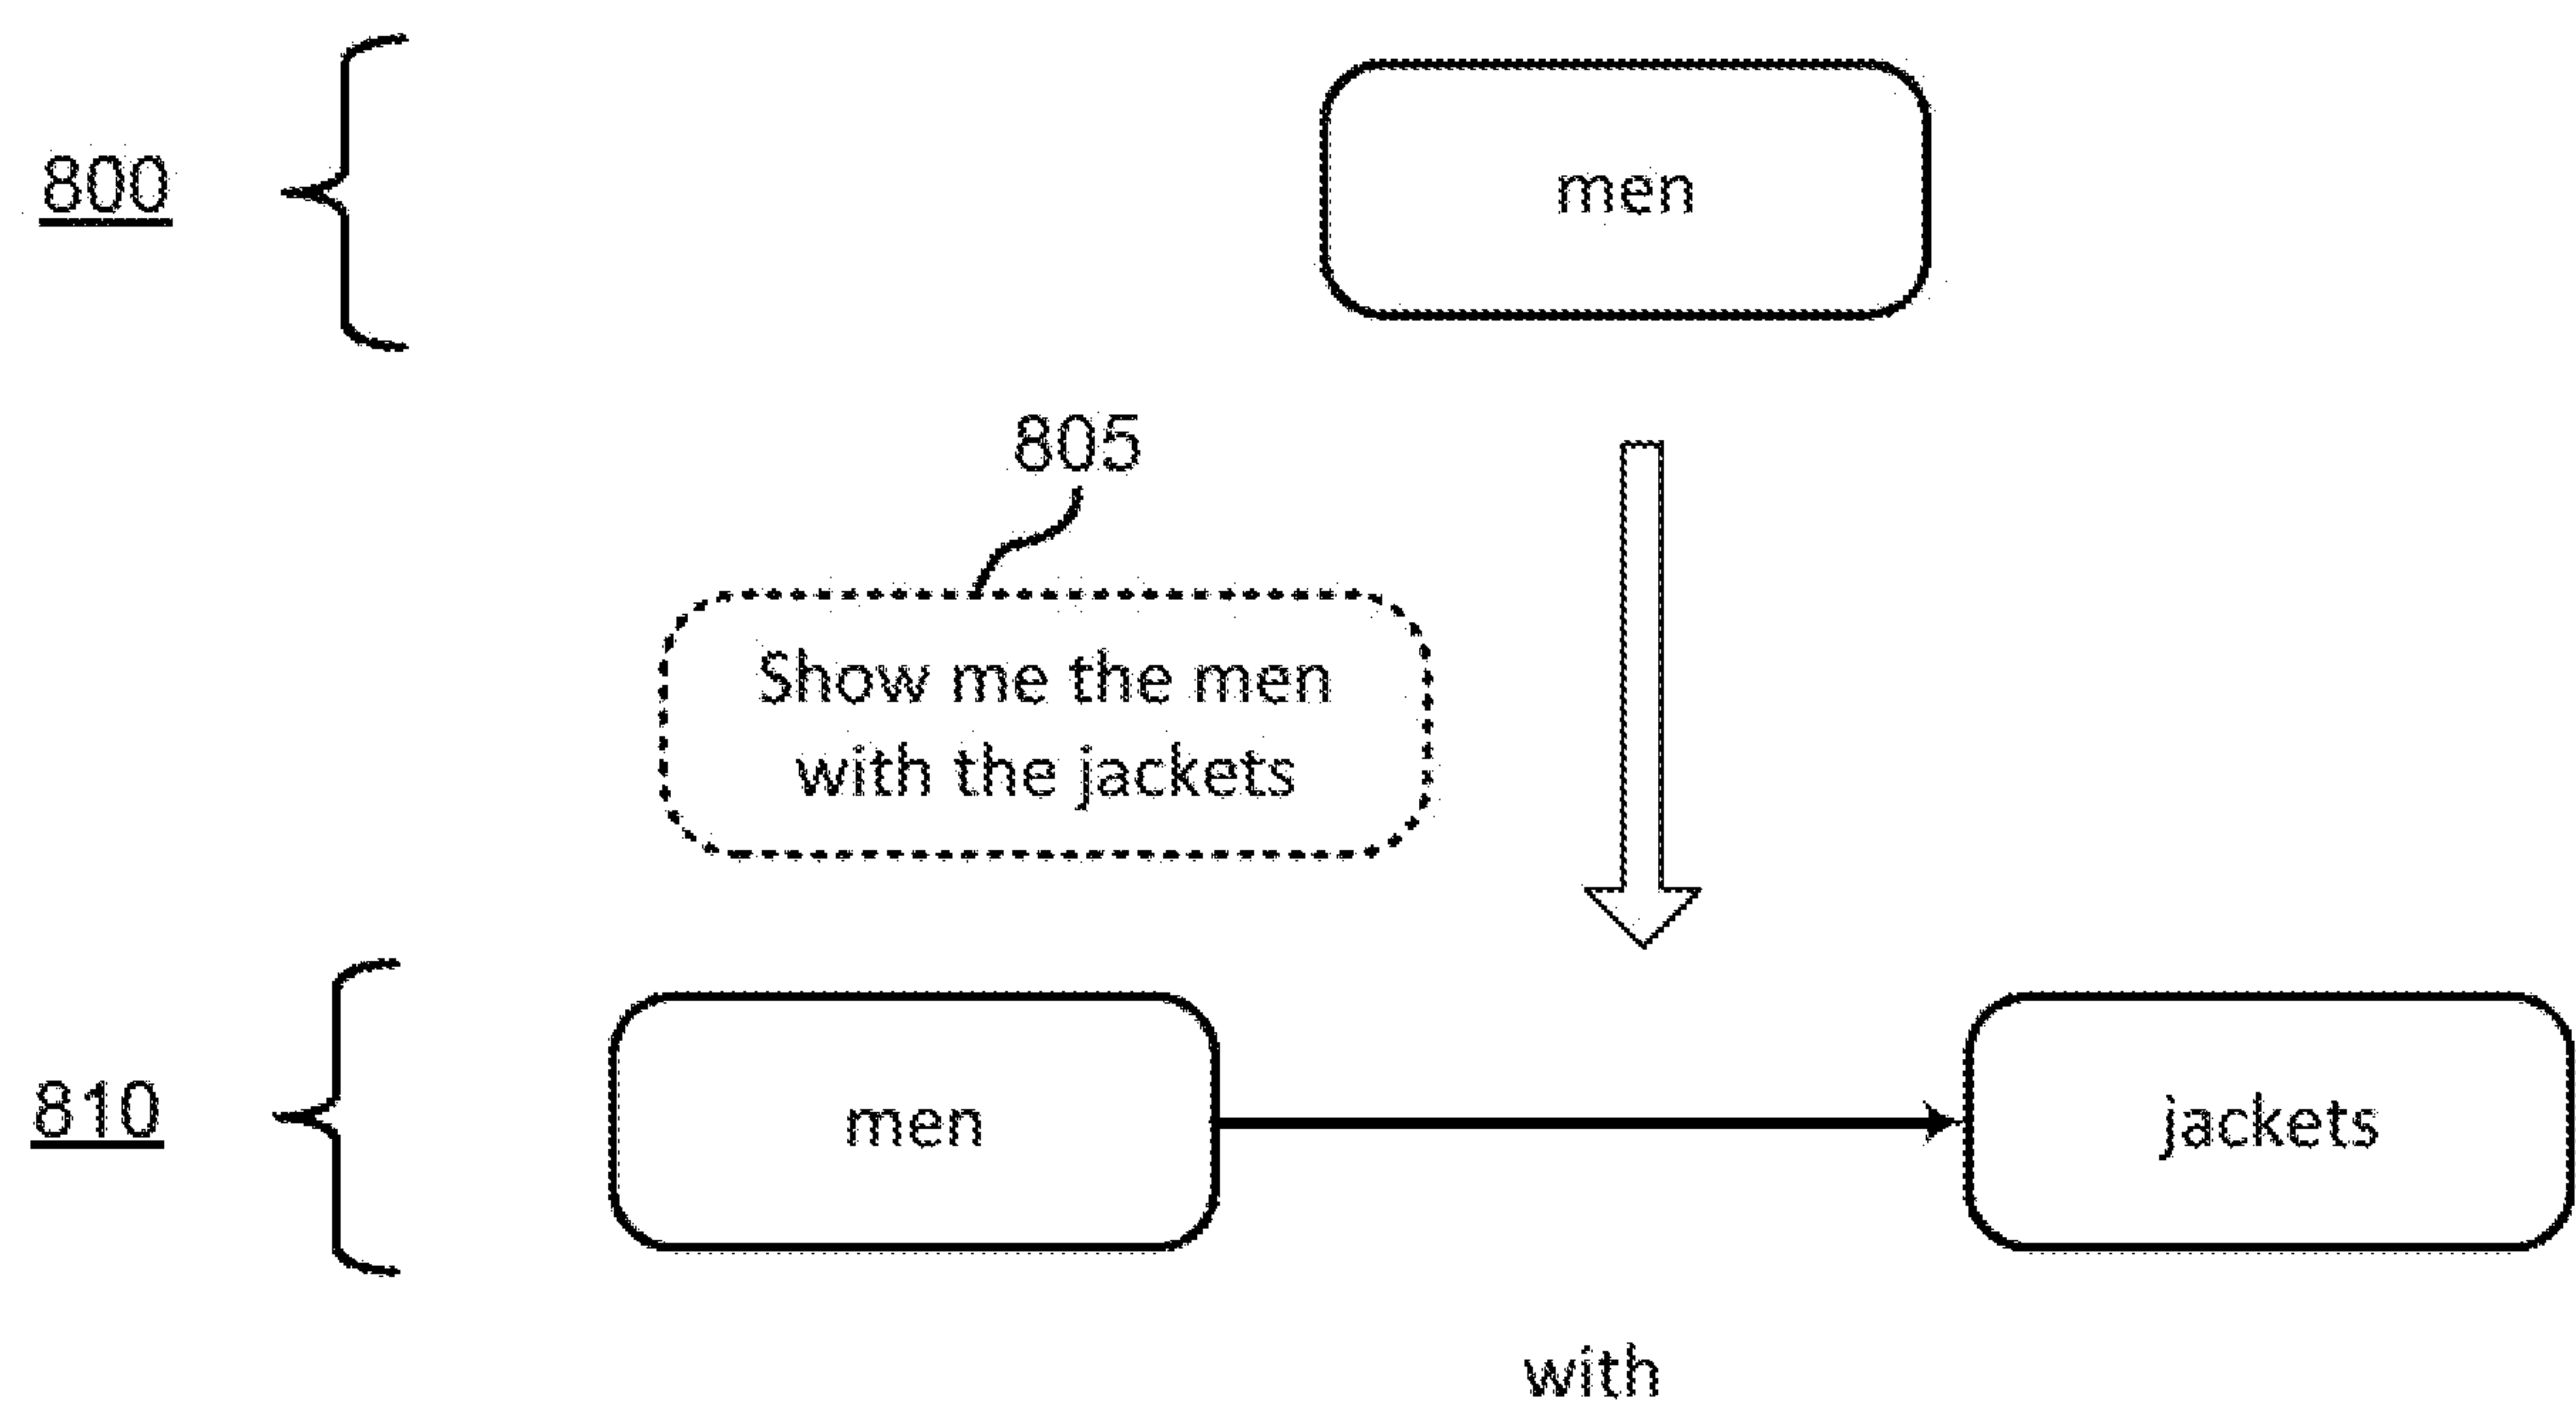 800
men
805
Show me the men
with the jackets
810
men
jackets
with